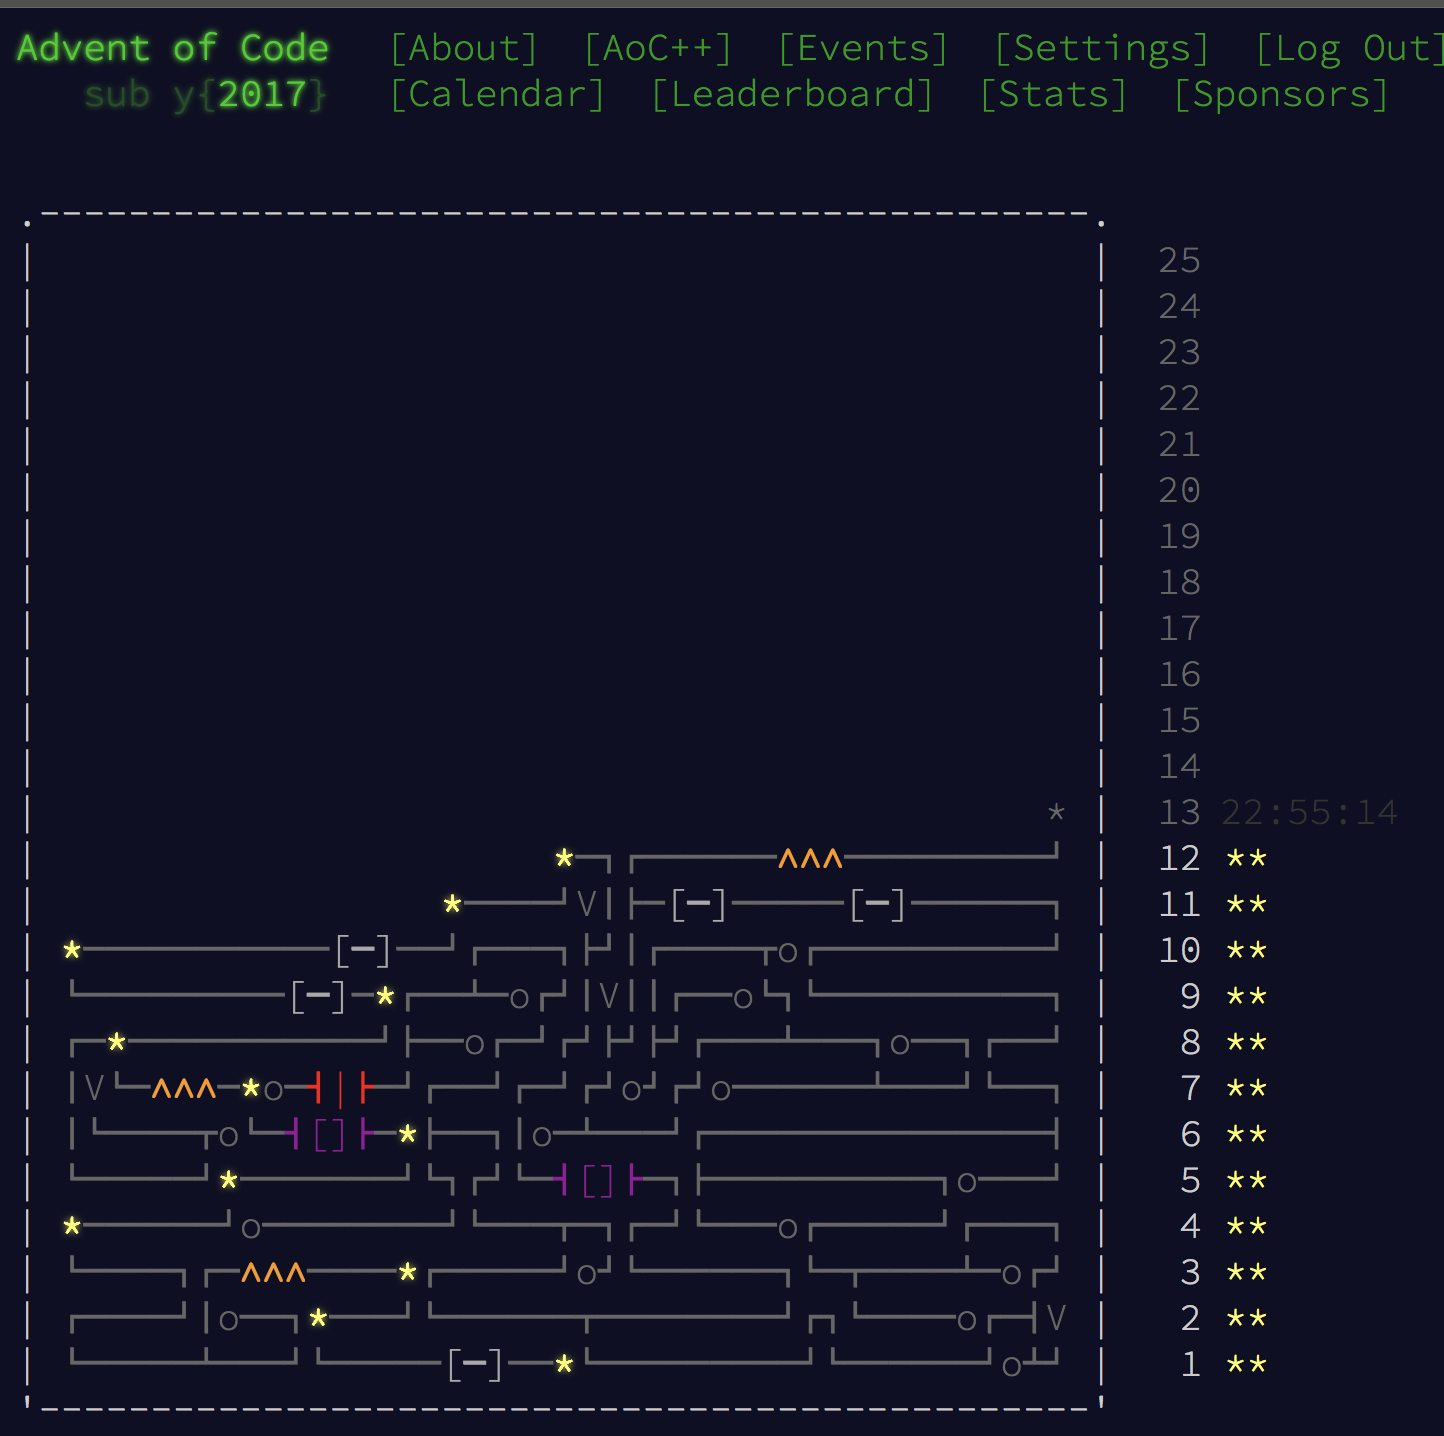 Advent of Code [About] [AoC++] [Events] [Settings] [Log Out]
sub y{2017} [Calendar] [Leaderboard] [Stats] [Sponsors]
25
24
23
22
21
20
19
18
17
16
15
14
* 13 22:55:14
* ^^^ 12 **
* V [-] [-] 11 **
* [-] o 10 **
[-] * o V o 9 **
* o o 8 **
V ^^^ * o | o o 7 **
o [] * o 6 **
* [] o 5 **
* o o 4 **
^^^ * o o 3 **
o * o V 2 **
[-] * o 1 **